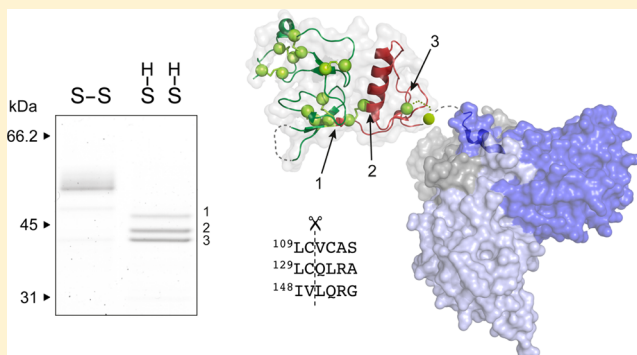 H H
S–S S S
kDa
66.2
45
31
1
2
3
3
2
1
109LCVCAS
129LCQLRA
148IVLQRG